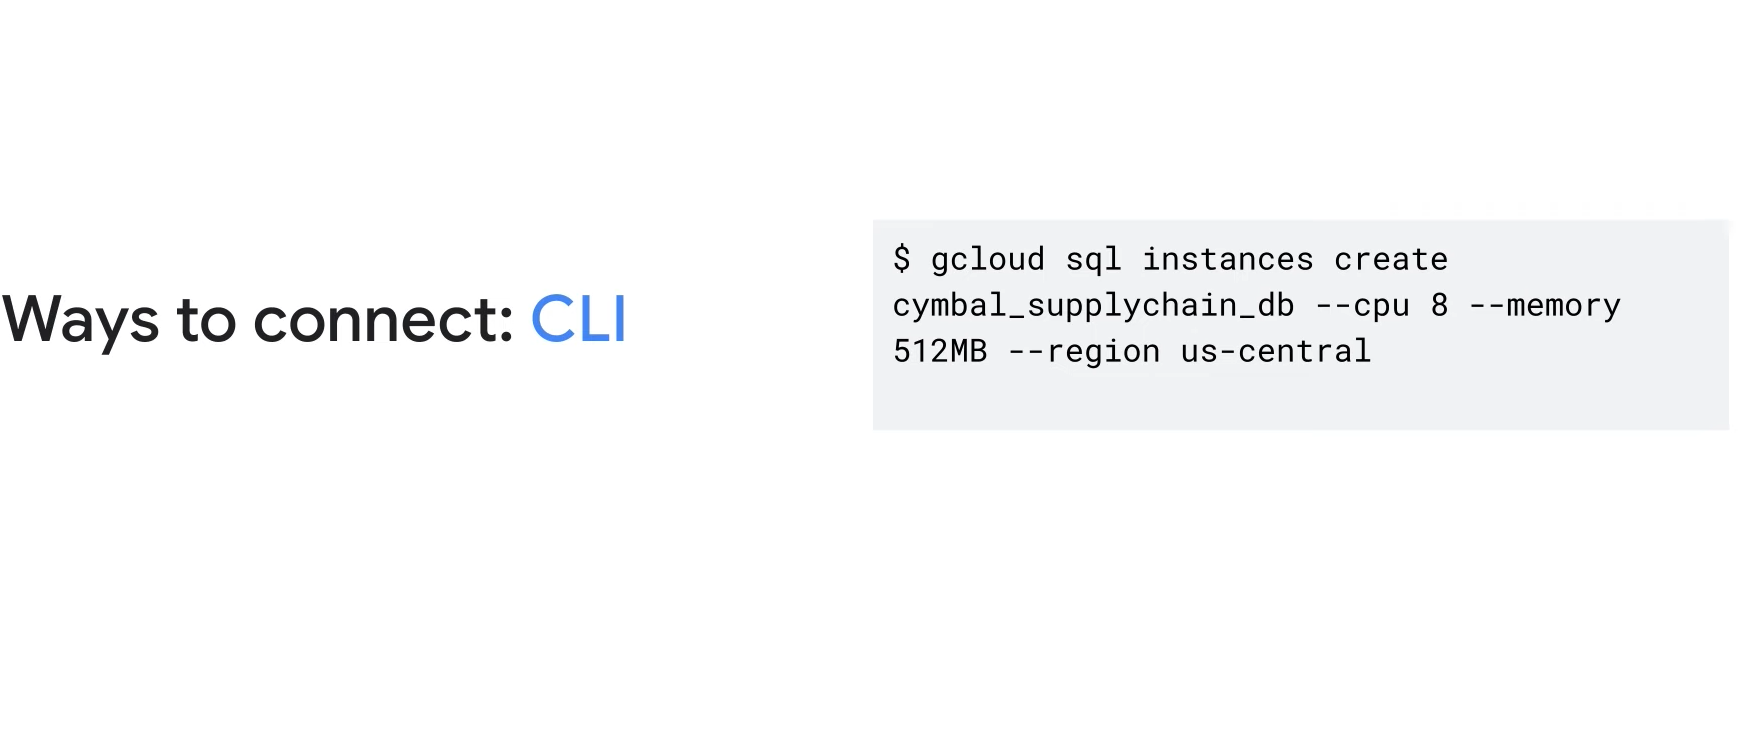 Ways to connect: CLI
$ gcloud sql instances create
cymbal_supplychain_db --cpu 8 --memory
512MB --region us-central